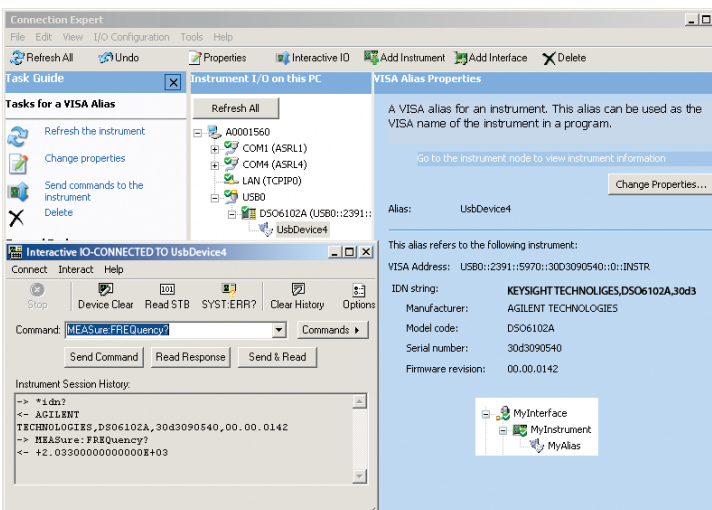 Connection Expert
File Edit View I/O Configuration Tools Help
Refresh All Undo Properties Interactive IO Add Instrument Add Interface Delete
Task Guide
Tasks for a VISA Alias
Refresh the instrument
Change properties
Send commands to the
instrument
Delete
Instrument I/O on this PC
Refresh All
A0001560
COM1 (ASRL1)
COM4 (ASRL4)
LAN (TCPIP0)
USB0
DSO6102A (USB0::2391::
UsbDevice4
VISA Alias Properties
A VISA alias for an instrument. This alias can be used as the
VISA name of the instrument in a program.
Go to the instrument node to view instrument information
Change Properties...
Alias: UsbDevice4
This alias refers to the following instrument:
VISA Address: USB0::2391::5970::30D3090540::0::INSTR
IDN string: KEYSIGHT TECHNOLIGES,DSO6102A,30d3
Manufacturer: AGILENT TECHNOLOGIES
Model code: DSO6102A
Serial number: 30d3090540
Firmware revision: 00.00.0142
MyInterface
MyInstrument
MyAlias
Interactive IO-CONNECTED TO UsbDevice4
Connect Interact Help
Stop Device Clear Read STB SYST:ERR? Clear History Options
101
Command: MEASure:FREQuency? Commands
Send Command Read Response Send & Read
Instrument Session History:
-> *idn?
<- AGILENT
TECHNOLOGIES,DSO6102A,30d3090540,00.00.0142
-> MEASure:FREQuency?
<- +2.03300000000000E+03